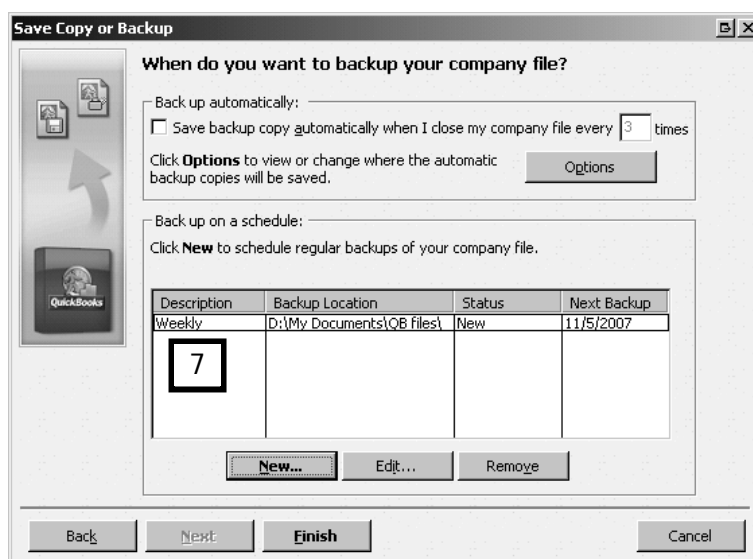 Save Copy or Backup
When do you want to backup your company file?
Back up automatically:
Save backup copy automatically when I close my company file every 3 times
Click Options to view or change where the automatic
backup copies will be saved.
Options
QuickBooks
Back up on a schedule:
Click New to schedule regular backups of your company file.
Description Backup Location Status Next Backup
Weekly D:\My Documents\QB files\ New 11/5/2007
7
New... Edit... Remove
Back Next Finish Cancel